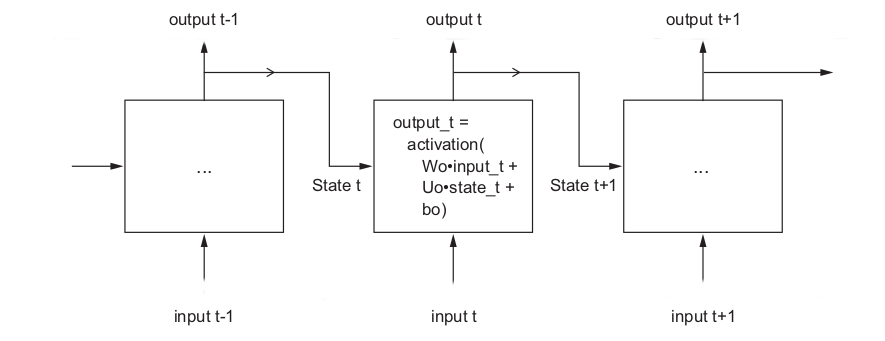 output t-1
output t
output t+1
...
output_t =
activation(
Wo•input_t +
Uo•state_t +
bo)
...
State t
State t+1
input t-1
input t
input t+1